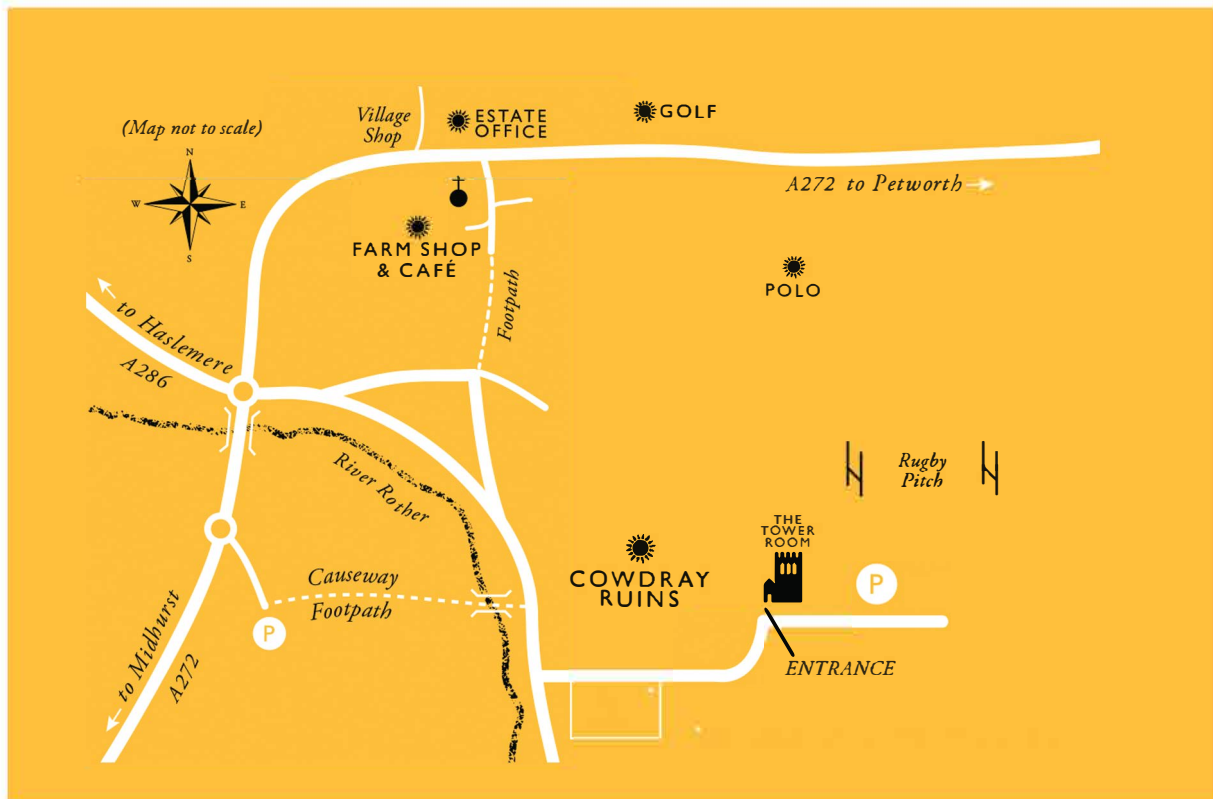 (Map not to scale)
N
W
E
S
Village
Shop
ESTATE
OFFICE
GOLF
A272 to Petworth
FARM SHOP
& CAFÉ
POLO
Footpath
to Haslemere
A286
River Rother
Rugby
Pitch
THE
TOWER
ROOM
COWDRAY
RUINS
P
Causeway
Footpath
P
ENTRANCE
to Midhurst
A272